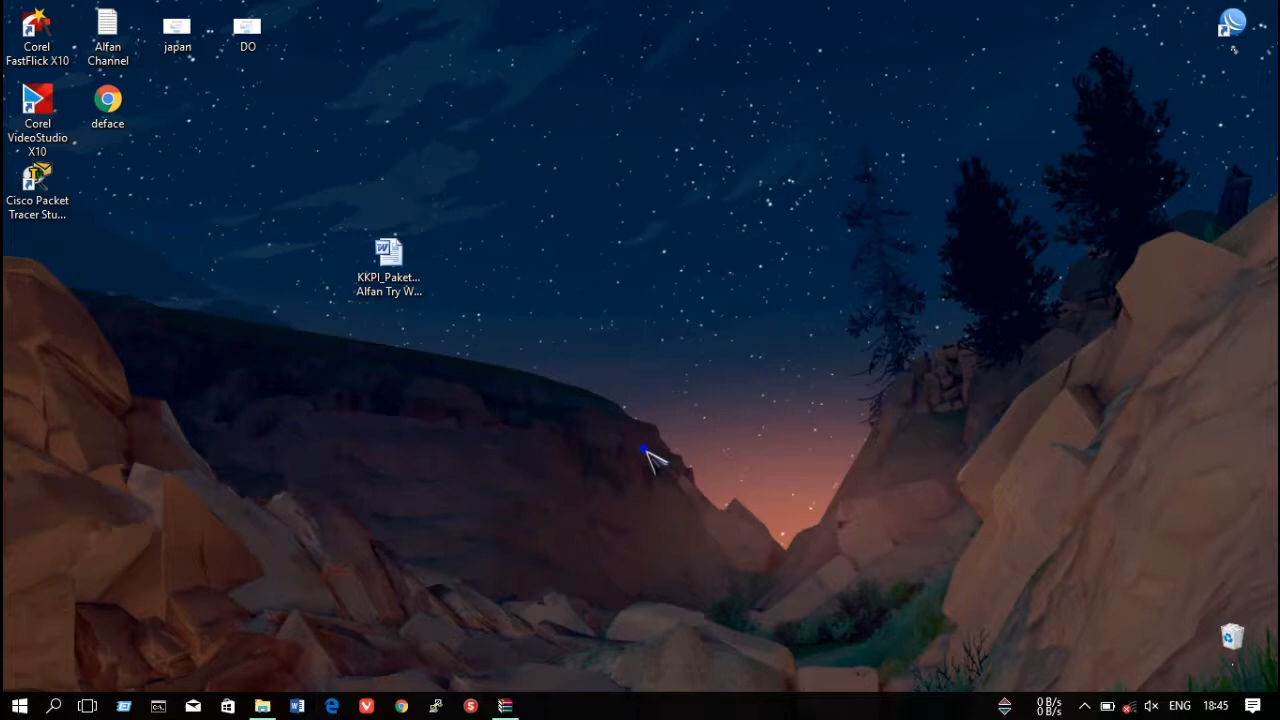 Corel
FastFlick X10
Alfan
Channel
japan
DO
Corel
VideoStudio
X10
deface
Cisco Packet
Tracer Stu...
KKPI_Paket...
Alfan Try W...
0 B/s
0 B/s
ENG
18:45